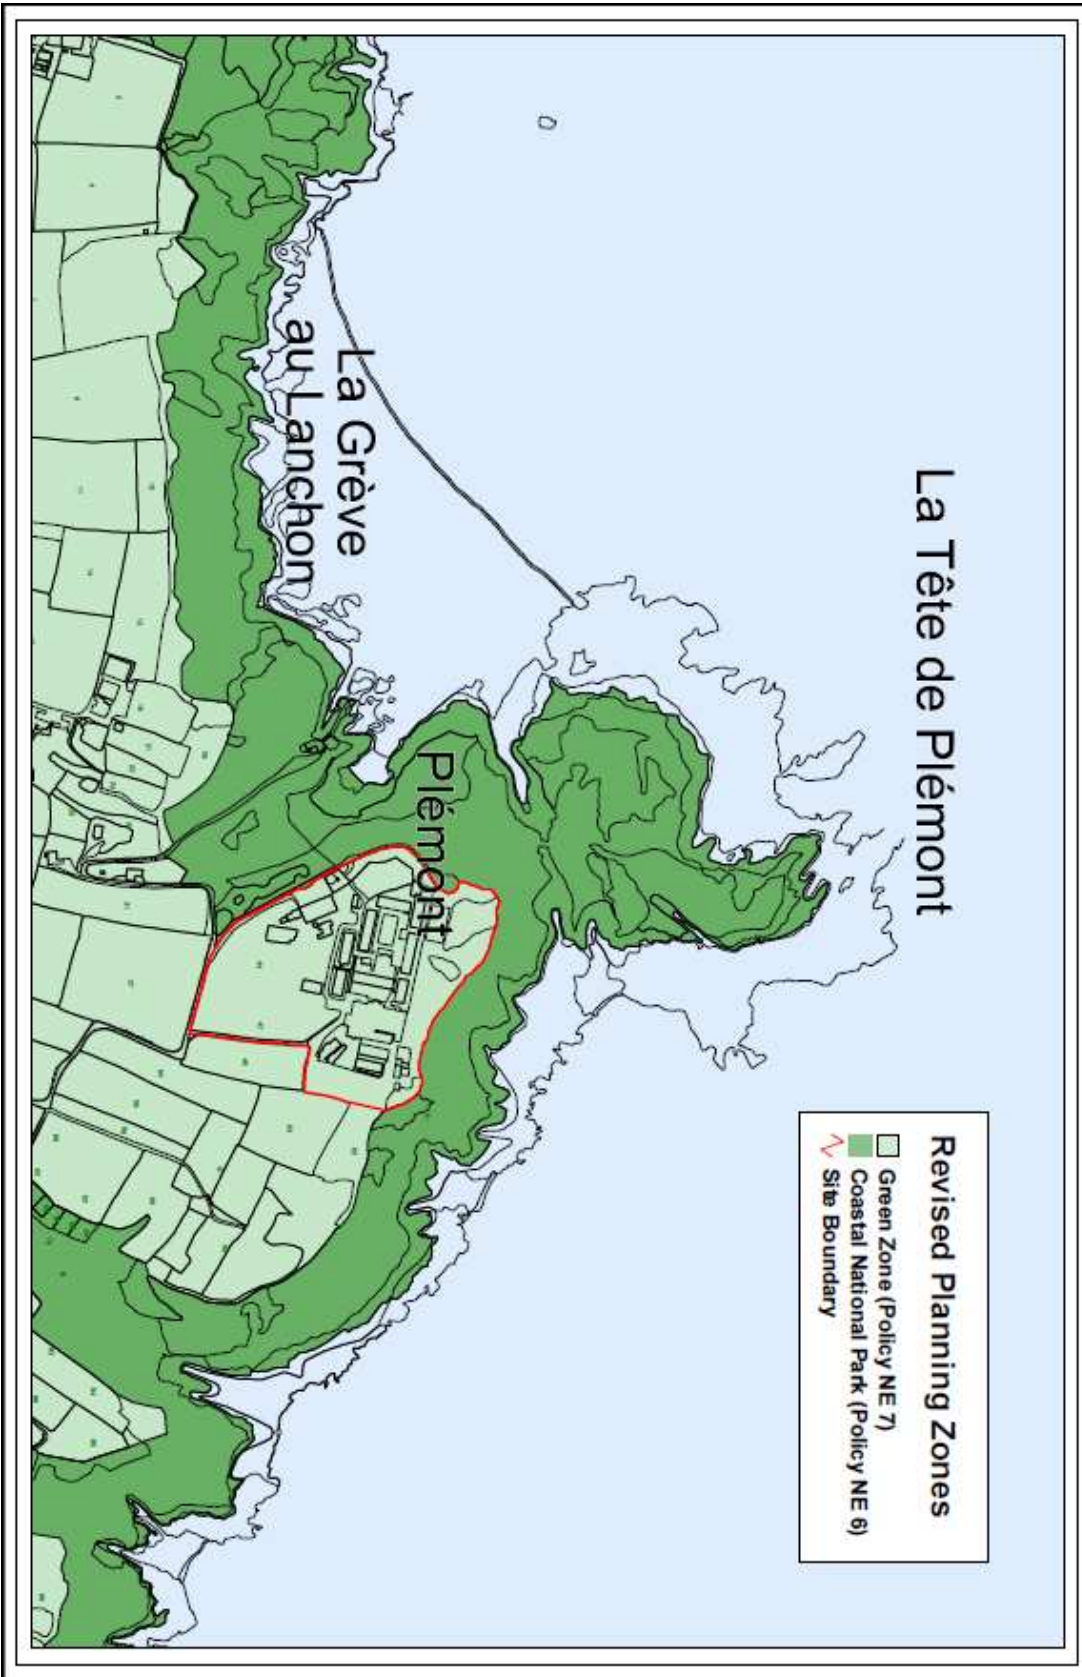 La Tête de Plémont
La Grève
au Lanchon
Plémont
Revised Planning Zones
Green Zone (Policy NE 7)
Coastal National Park (Policy NE 6)
Site Boundary